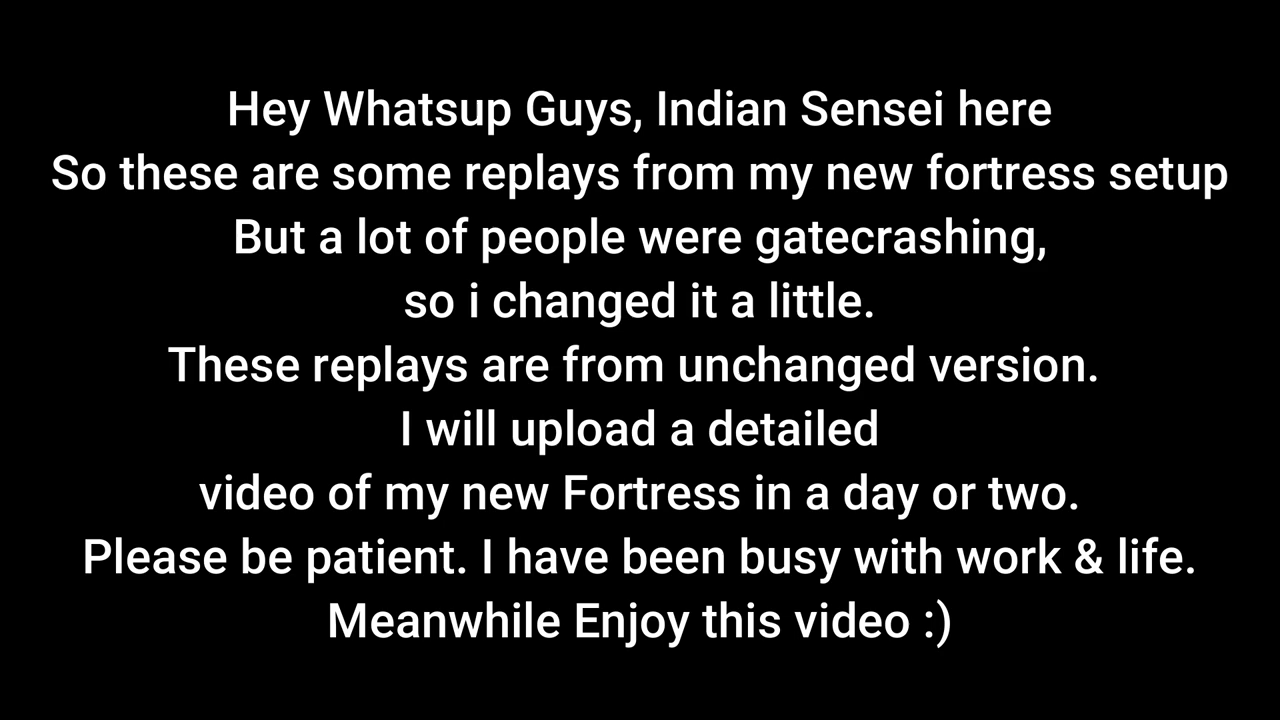 Hey Whatsup Guys, Indian Sensei here
So these are some replays from my new fortress setup
But a lot of people were gatecrashing,
so i changed it a little.
These replays are from unchanged version.
I will upload a detailed
video of my new Fortress in a day or two.
Please be patient. I have been busy with work & life.
Meanwhile Enjoy this video :)